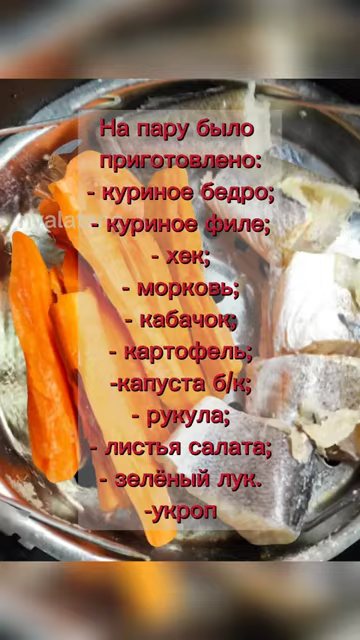 На пару было
приготовлено:
- куриное бедро;
- куриное филе;
- хек;
- морковь;
- кабачок;
- картофель;
-капуста б/к;
- рукула;
- листья салата;
- зелёный лук.
-укроп